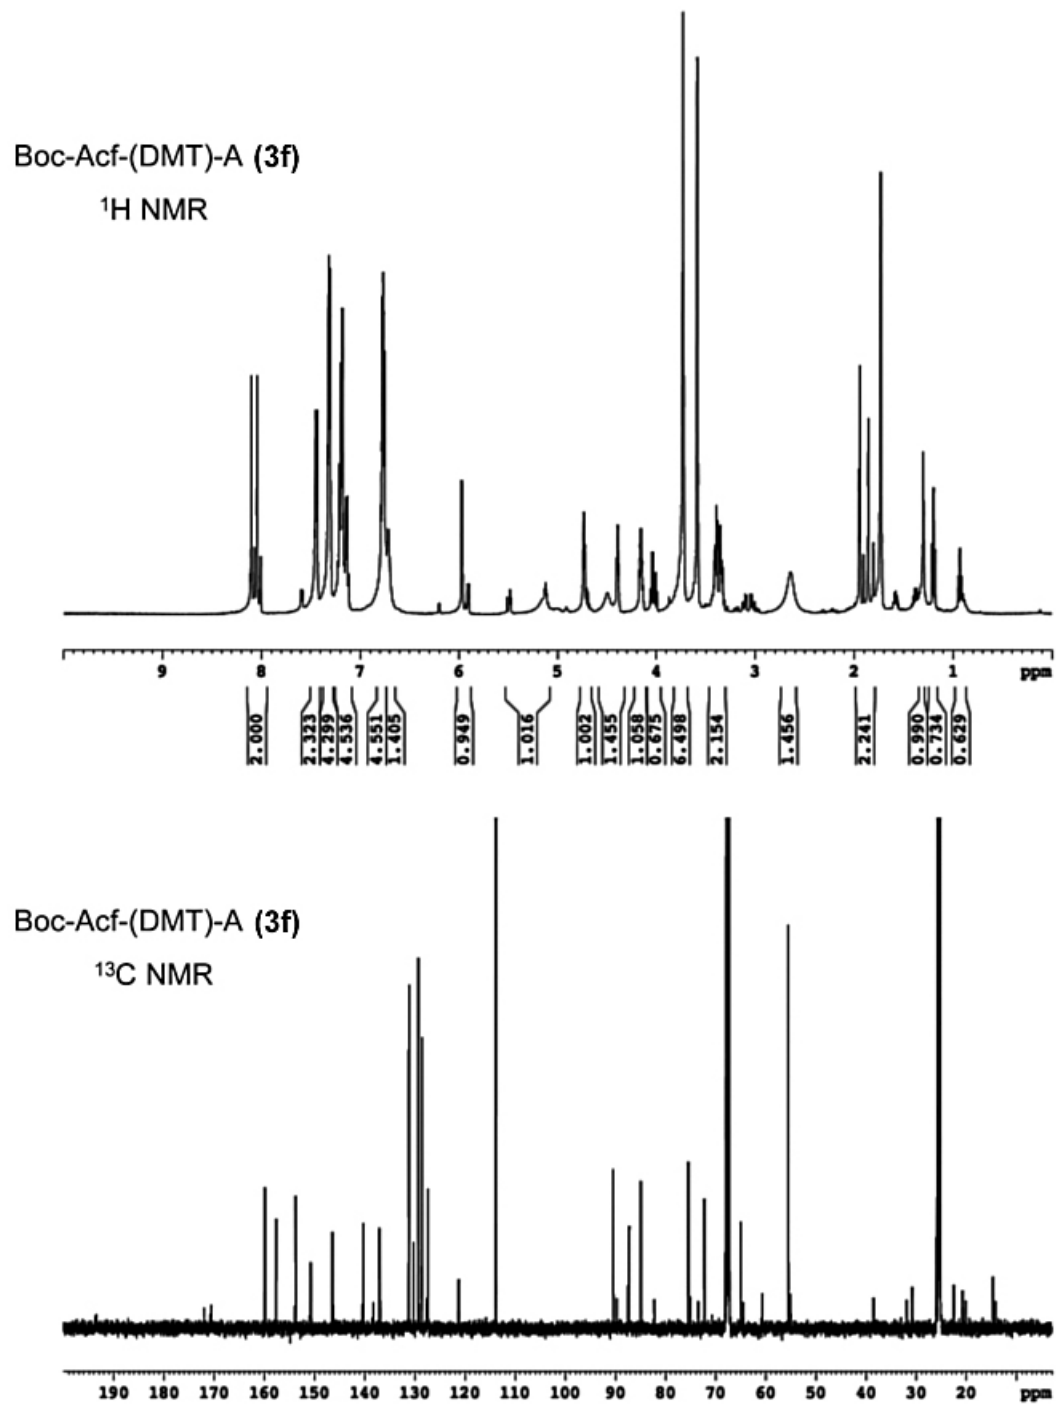 Boc-Acf-(DMT)-A (3f)
¹H NMR
9 8 7 6 5 4 3 2 1 ppm
2.000 2.323 4.299 4.536 4.551 1.405 0.949 1.016 1.002 1.455 1.058 0.675 6.498 2.154 1.456 2.241 0.990 0.734 0.629
Boc-Acf-(DMT)-A (3f)
¹³C NMR
190 180 170 160 150 140 130 120 110 100 90 80 70 60 50 40 30 20 ppm